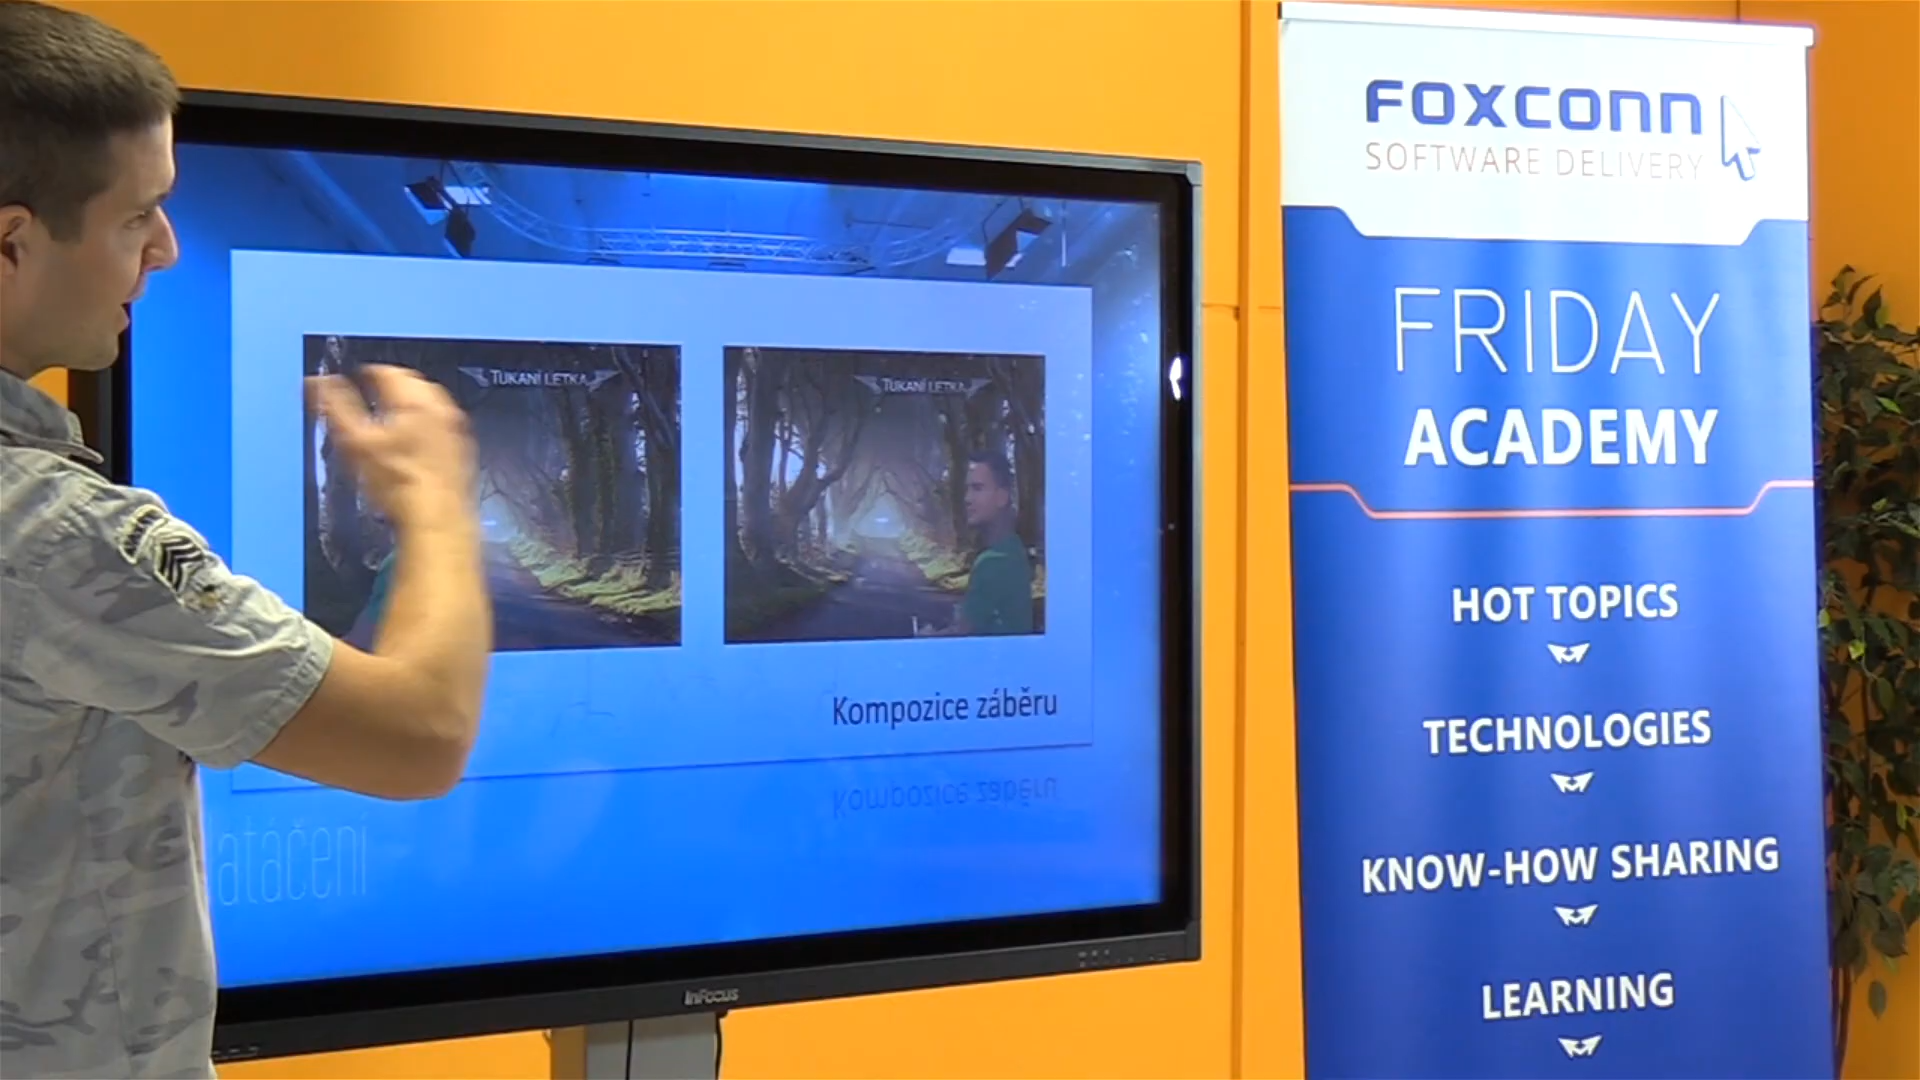 TUKANÍ LETKA
TUKANÍ LETKA
Kompozice záběru
atáčení
InFocus
FOXCONN
SOFTWARE DELIVERY
FRIDAY
ACADEMY
HOT TOPICS
TECHNOLOGIES
KNOW-HOW SHARING
LEARNING